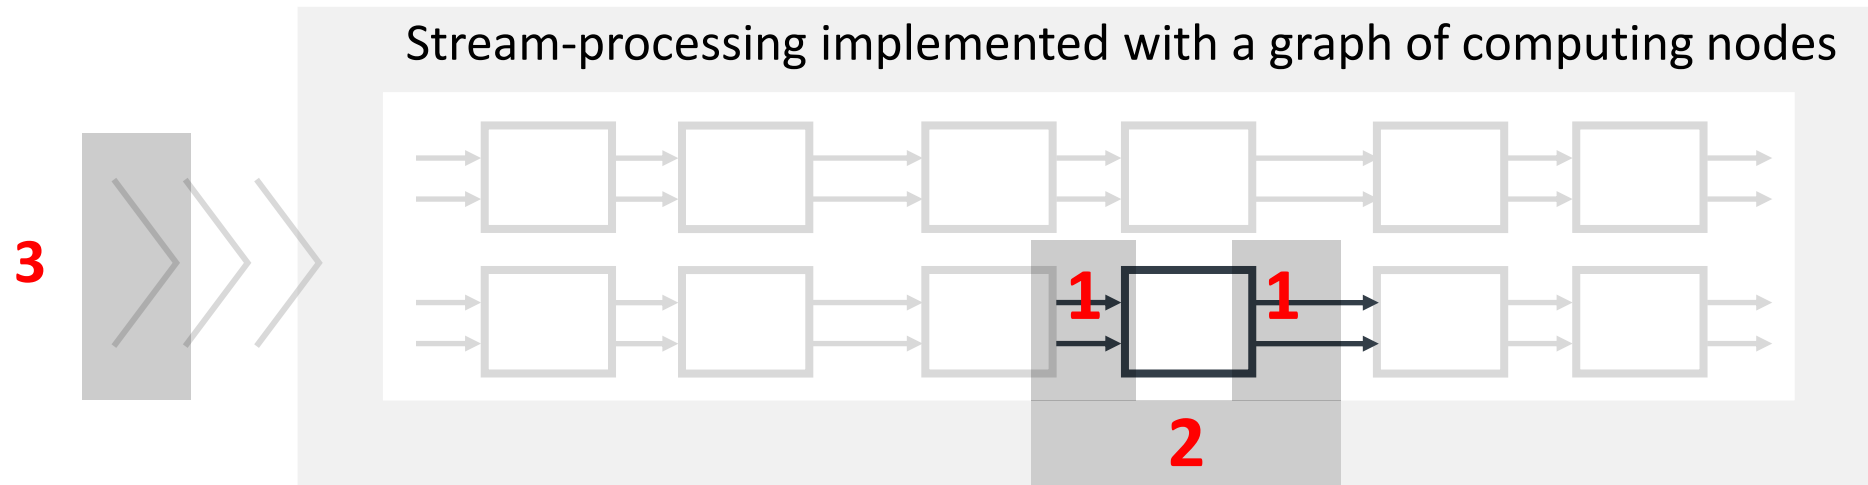 Stream-processing implemented with a graph of computing nodes
3
1 1
2